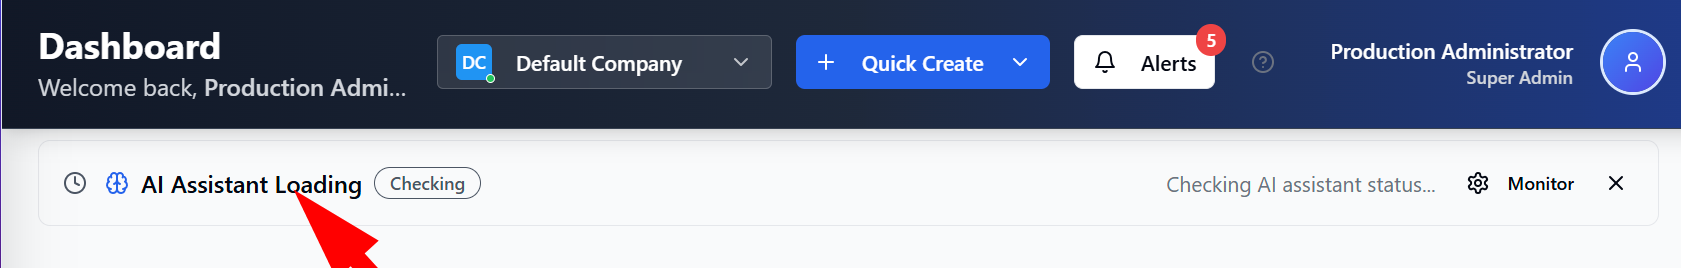 Dashboard
Welcome back, Production Admi...
DC
Default Company
Quick Create
Alerts
5
Production Administrator
Super Admin
AI Assistant Loading
Checking
Checking AI assistant status...
Monitor